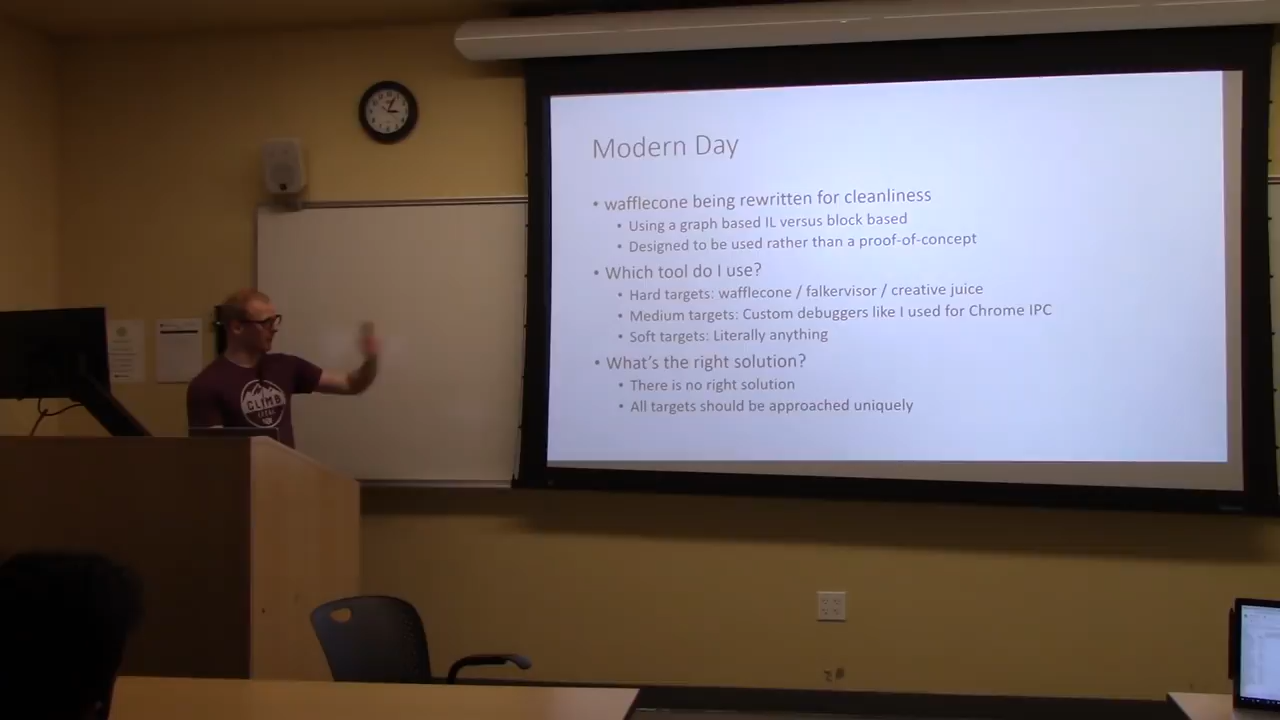 Modern Day
• wafflecone being rewritten for cleanliness
• Using a graph based IL versus block based
• Designed to be used rather than a proof-of-concept
• Which tool do I use?
• Hard targets: wafflecone / falkervisor / creative juice
• Medium targets: Custom debuggers like I used for Chrome IPC
• Soft targets: Literally anything
• What's the right solution?
• There is no right solution
• All targets should be approached uniquely
CLIMB